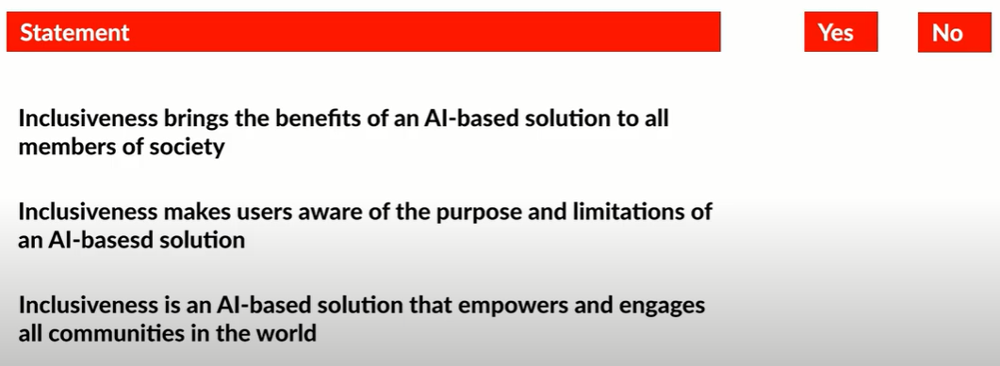 Statement Yes No
Inclusiveness brings the benefits of an AI-based solution to all
members of society
Inclusiveness makes users aware of the purpose and limitations of
an AI-basesd solution
Inclusiveness is an AI-based solution that empowers and engages
all communities in the world